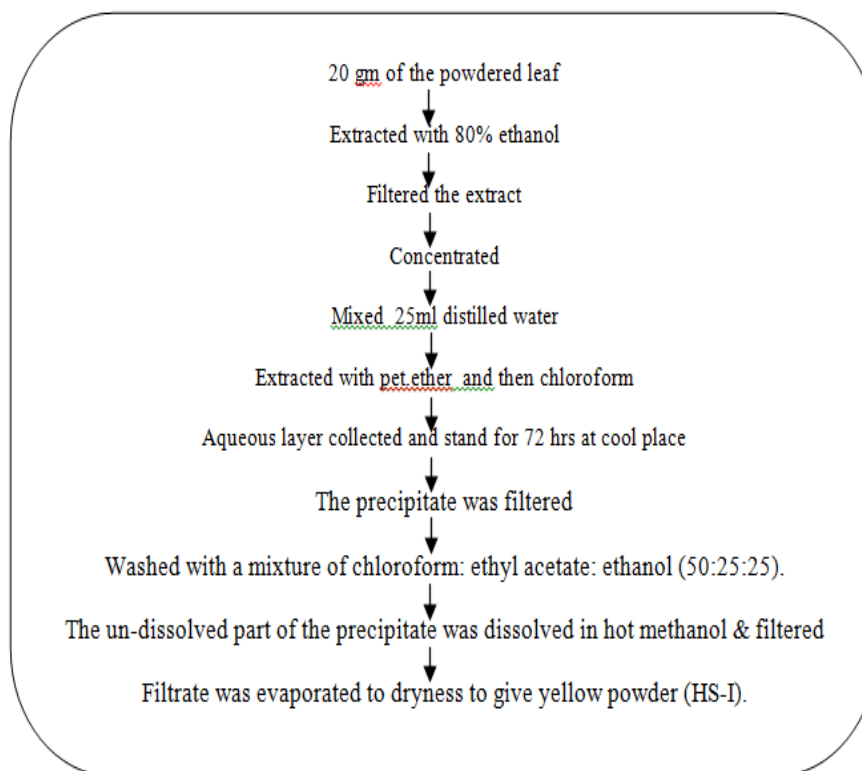 20 gm of the powdered leaf
Extracted with 80% ethanol
Filtered the extract
Concentrated
Mixed 25ml distilled water
Extracted with pet.ether and then chloroform
Aqueous layer collected and stand for 72 hrs at cool place
The precipitate was filtered
Washed with a mixture of chloroform: ethyl acetate: ethanol (50:25:25).
The un-dissolved part of the precipitate was dissolved in hot methanol & filtered
Filtrate was evaporated to dryness to give yellow powder (HS-I).